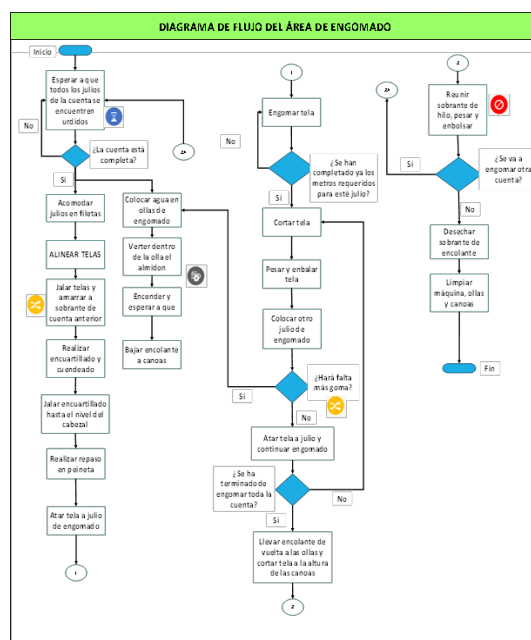 DIAGRAMA DE FLUJO DEL ÁREA DE ENGOMADO
Inicio
Esperar a que
todos los julios
de la cuenta se
encuentren
urdidos
No
¿La cuenta está
completa?
2A
Si
Acomodar
julios en filetas
ALINEAR TELAS
Jalar telas y
amarrar a
sobrante de
cuenta anterior
Realizar
encuartillado y
cuendeado
Jalar encuartillado
hasta el nivel del
cabezal
Realizar repaso
en peineta
Atar tela a julio
de engomado
1
Colocar agua en
ollas de
engomado
Verter dentro
de la olla el
almidon
Encender y
esperar a que
Bajar encolante
a canoas
1
Engomar tela
No
¿Se han
completado ya los
metros requeridos
para esté julio?
Si
Cortar tela
Pesar y enbalar
tela
Colocar otro
julio de
engomado
¿Hará falta
más goma?
Si
No
Atar tela a julio y
continuar engomado
¿Se ha
terminado de
engomar toda la
cuenta?
No
Si
Llevar encolante de
vuelta a las ollas y
cortar tela a la altura
de las canoas
2
2
2A
Reunir
sobrante de
hilo, pesar y
enbolsar
Si
¿Se va a
engomar otra
cuenta?
No
Desechar
sobrante de
encolante
Limpiar
máquina, ollas
y canoas
Fin